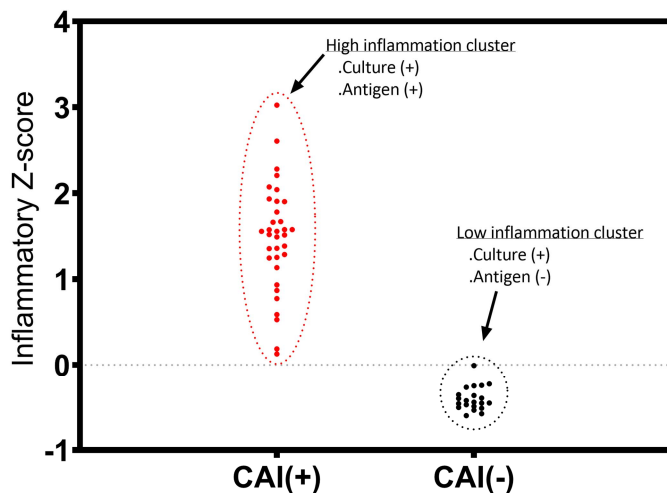 Inflammatory Z-score
4
3
2
1
0
-1
High inflammation cluster
.Culture (+)
.Antigen (+)
Low inflammation cluster
.Culture (+)
.Antigen (-)
CAI(+)
CAI(-)